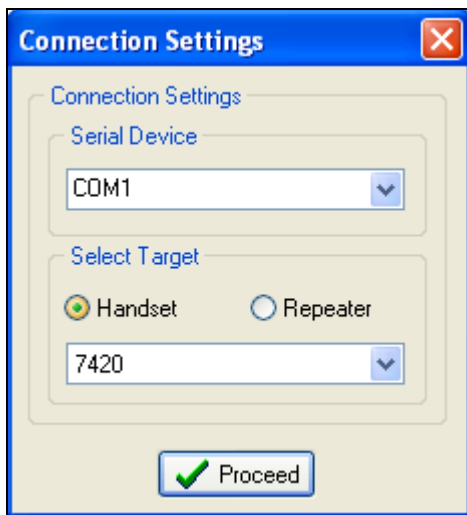 Connection Settings
Connection Settings
Serial Device
COM1
Select Target
Handset Repeater
7420
Proceed